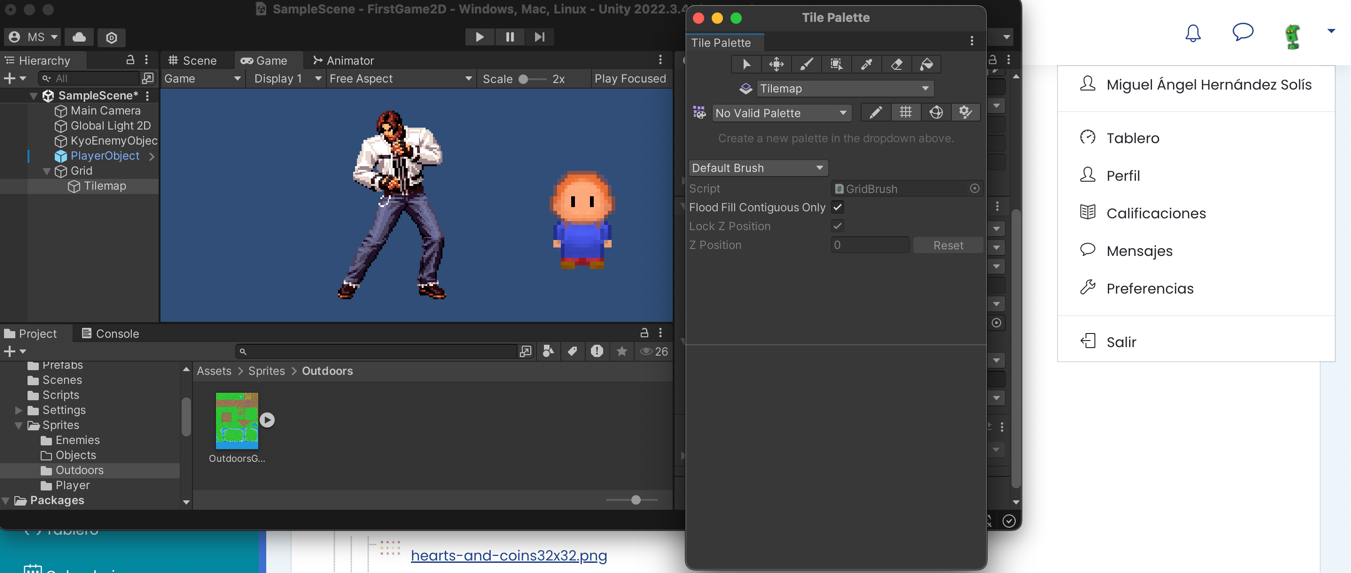 SampleScene - FirstGame2D - Windows, Mac, Linux - Unity 2022.3.4
MS
Hierarchy
All
SampleScene*
Main Camera
Global Light 2D
KyoEnemyObjec
PlayerObject
Grid
Tilemap
Scene
Game
Animator
Game
Display 1
Free Aspect
Scale
2x
Play Focused
Project
Console
26
Prefabs
Scenes
Scripts
Settings
Sprites
Enemies
Objects
Outdoors
Player
Packages
Assets > Sprites > Outdoors
OutdoorsG...
Tile Palette
Tile Palette
Tilemap
No Valid Palette
Create a new palette in the dropdown above.
Default Brush
Script
GridBrush
Flood Fill Contiguous Only
Lock Z Position
Z Position
0
Reset
Miguel Ángel Hernández Solís
Tablero
Perfil
Calificaciones
Mensajes
Preferencias
Salir
Tablero
hearts-and-coins32x32.png